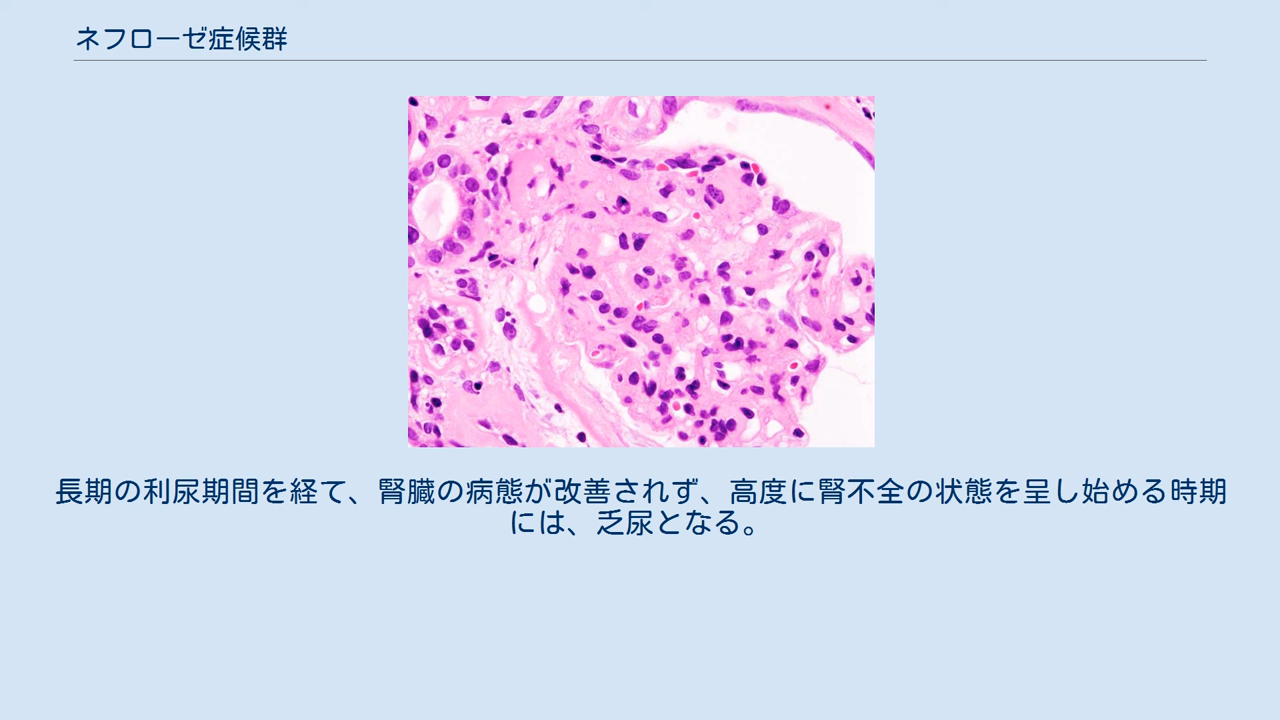 ネフローゼ症候群
長期の利尿期間を経て、腎臓の病態が改善されず、高度に腎不全の状態を呈し始める時期
には、乏尿となる。